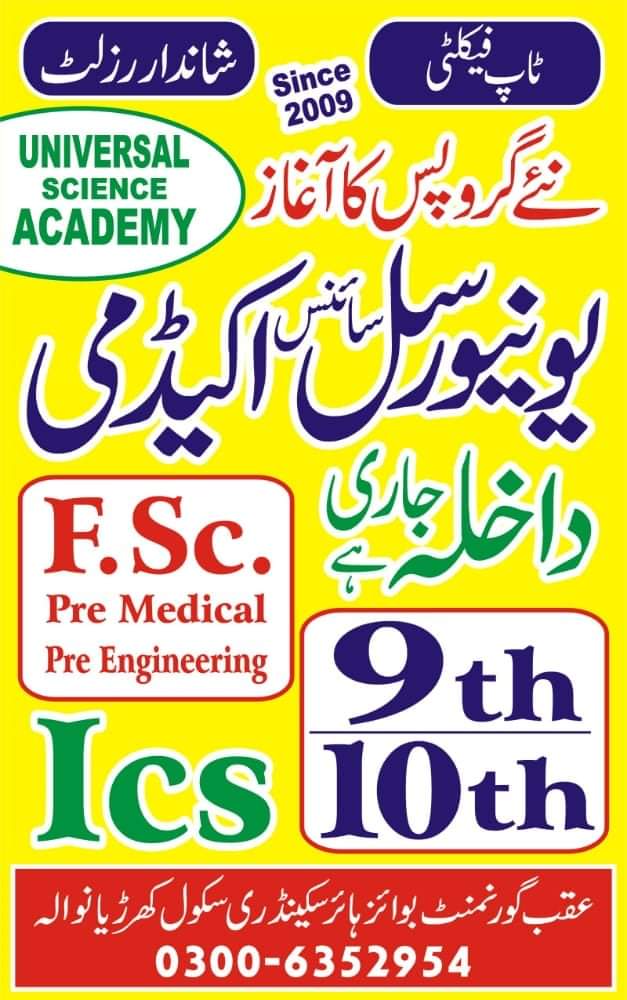 شاندار رزلٹ
Since 2009
ٹاپ فیکلٹی
UNIVERSAL
SCIENCE
ACADEMY
نئے گروپس کا آغاز
یونیورسل سائنس اکیڈمی
داخلہ جاری ہے
F.Sc.
Pre Medical
Pre Engineering
9th
10th
Ics
عقب گورنمنٹ بوائز ہائر سکینڈری سکول کھرڑیانوالہ
0300-6352954